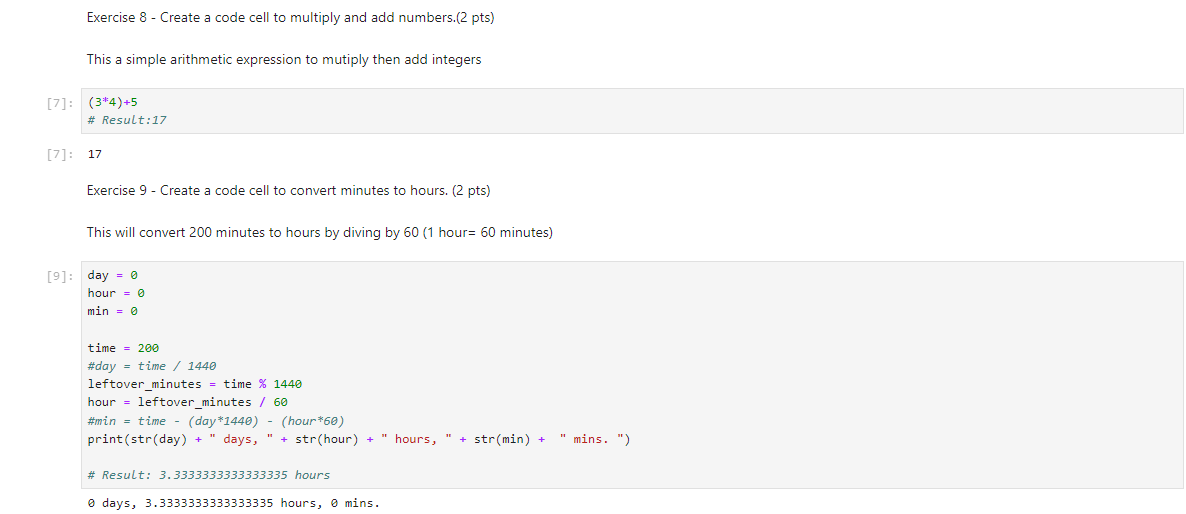 Exercise 8 - Create a code cell to multiply and add numbers.(2 pts)
This a simple arithmetic expression to mutiply then add integers
[7]: (3*4)+5
# Result:17
[7]: 17
Exercise 9 - Create a code cell to convert minutes to hours. (2 pts)
This will convert 200 minutes to hours by diving by 60 (1 hour= 60 minutes)
[9]: day = 0
hour = 0
min = 0
time = 200
#day = time / 1440
leftover_minutes = time % 1440
hour = leftover_minutes / 60
#min = time - (day*1440) - (hour*60)
print(str(day) + " days, " + str(hour) + " hours, " + str(min) +  " mins. ")
# Result: 3.3333333333333335 hours
0 days, 3.3333333333333335 hours, 0 mins.